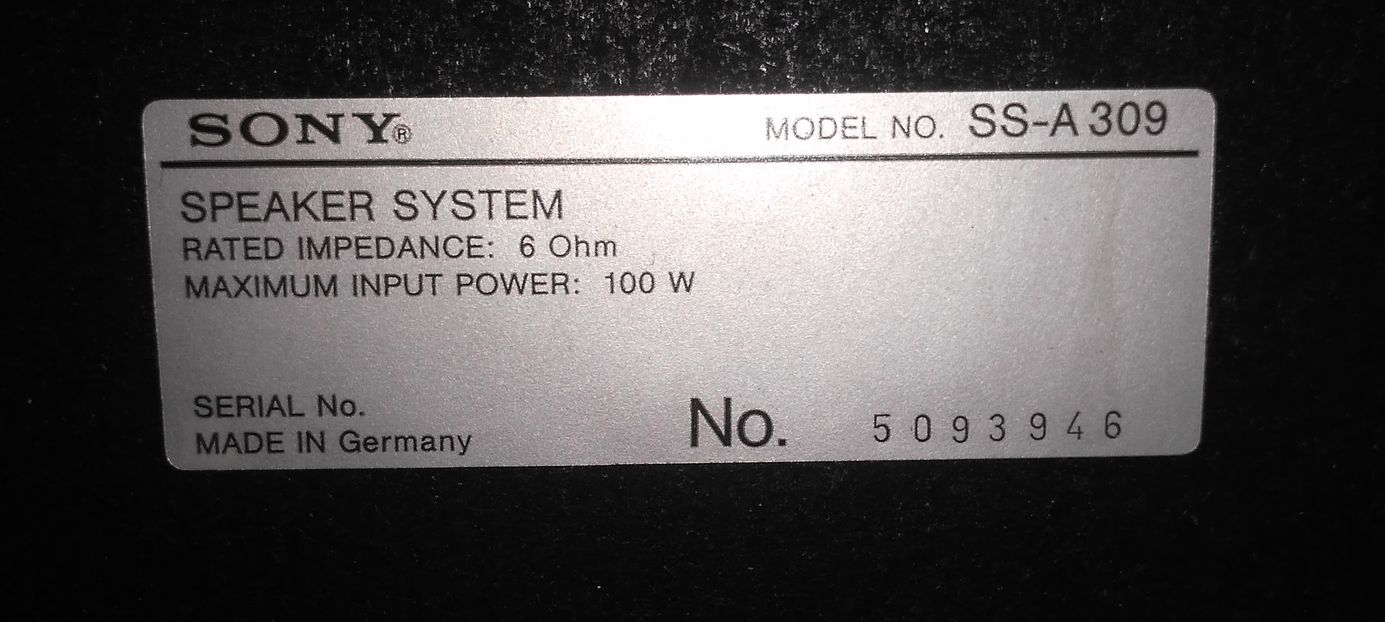 SONY® MODEL NO. SS-A309
SPEAKER SYSTEM
RATED IMPEDANCE: 6 Ohm
MAXIMUM INPUT POWER: 100 W
SERIAL No.
MADE IN Germany
No. 5093946